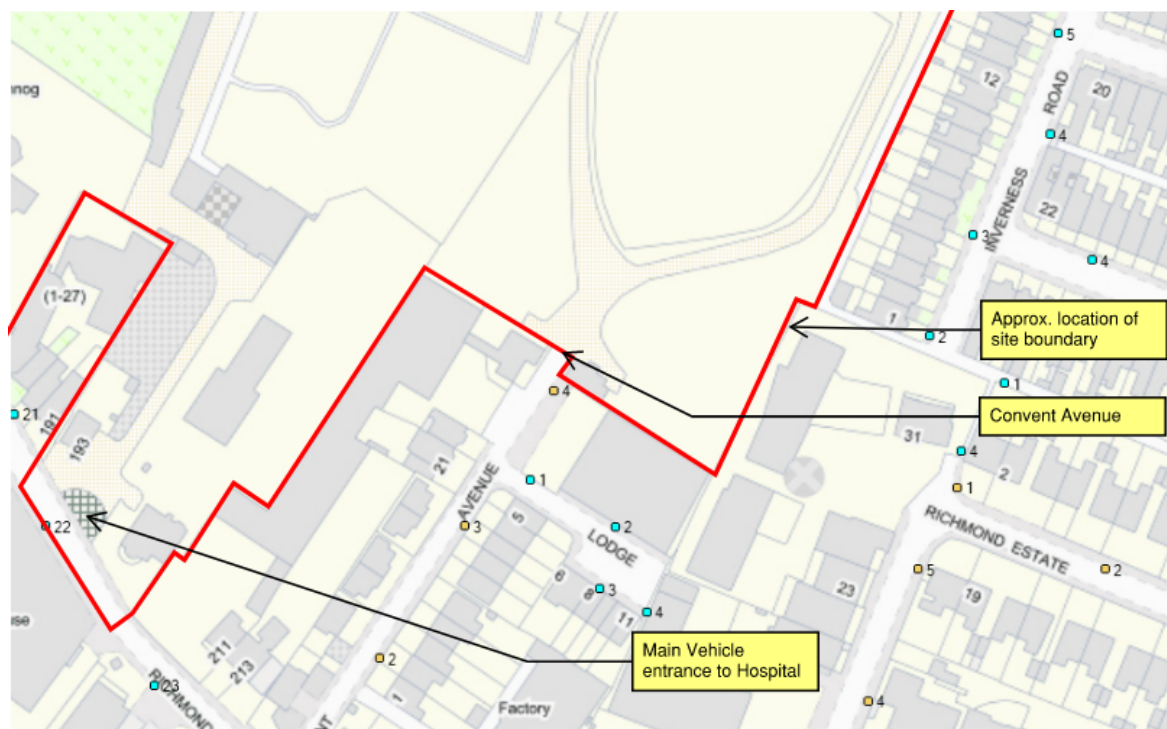 nnog
12
5
ROAD
20
4
INVERNESS
22
3
4
(1-27)
1
2
Approx. location of
site boundary
1
4
Convent Avenue
21
191
193
21
31
4
2
1
AVENUE
1
22
3
5
2
LODGE
RICHMOND ESTATE
5
2
6
8
3
11
4
23
19
use
211
213
Main Vehicle
entrance to Hospital
2
23
RICHMOND
1
NT
Factory
4